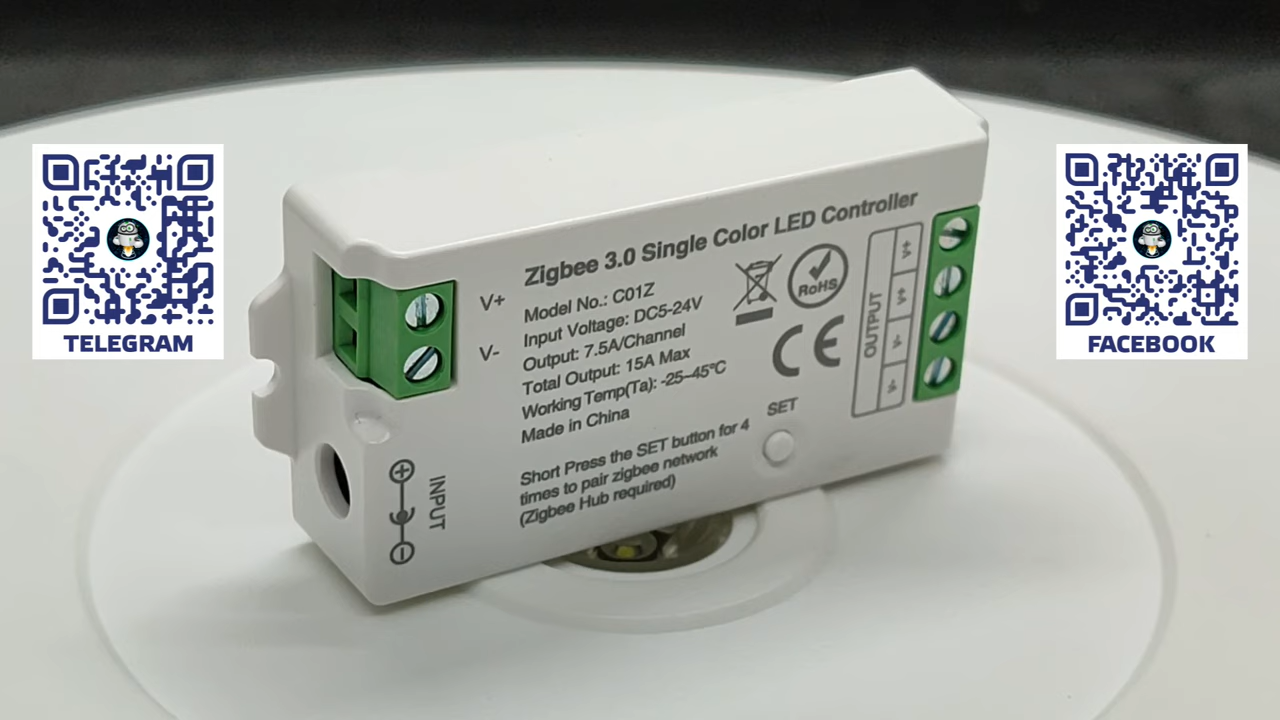 Zigbee 3.0 Single Color LED Controller
Model No.: C01Z
Input Voltage: DC5-24V
Output: 7.5A/Channel
Total Output: 15A Max
Working Temp(Ta): -25–45°C
Made in China
Short Press the SET button for 4
times to pair zigbee network
(Zigbee Hub required)
V+
V-
INPUT
RoHS
CE
SET
OUTPUT
V+
V+
V-
V-
TELEGRAM
FACEBOOK